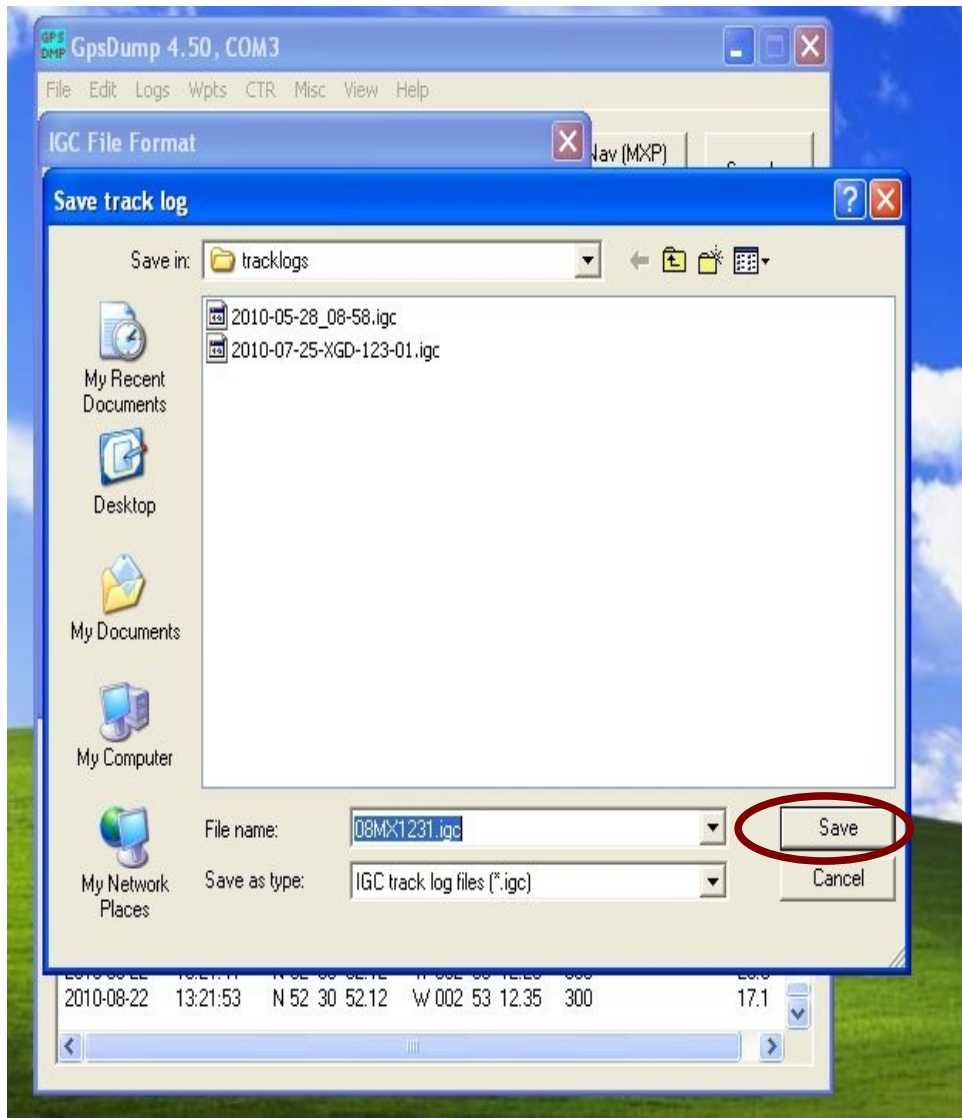 GPS
DMP
GpsDump 4.50, COM3
File Edit Logs Wpts CTR Misc View Help
IGC File Format
Nav (MXP)
Save track log
Save in: tracklogs
2010-05-28_08-58.igc
2010-07-25-XGD-123-01.igc
My Recent
Documents
Desktop
My Documents
My Computer
My Network
Places
File name: 08MX1231.igc
Save
Save as type: IGC track log files (*.igc)
Cancel
2010-08-22 13:21:53 N 52 30 52.12 W 002 53 12.35 300 17.1